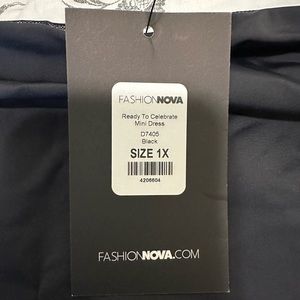 FASHIONNOVA
Ready To Celebrate
Mini Dress
D7405
Black
SIZE 1X
4206604
FASHIONNOVA.COM